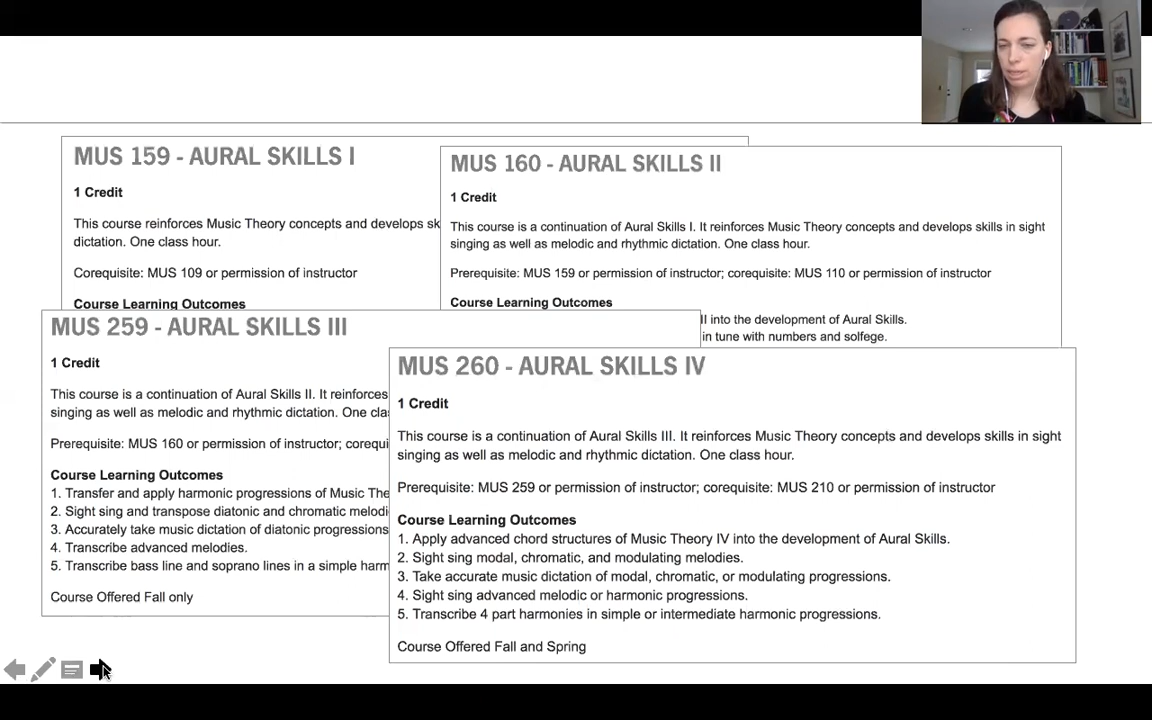 MUS 159 - AURAL SKILLS I
1 Credit
This course reinforces Music Theory concepts and develops sk
dictation. One class hour.
Corequisite: MUS 109 or permission of instructor
Course Learning Outcomes
MUS 160 - AURAL SKILLS II
1 Credit
This course is a continuation of Aural Skills I. It reinforces Music Theory concepts and develops skills in sight
singing as well as melodic and rhythmic dictation. One class hour.
Prerequisite: MUS 159 or permission of instructor; corequisite: MUS 110 or permission of instructor
Course Learning Outcomes
II into the development of Aural Skills.
in tune with numbers and solfege.
MUS 259 - AURAL SKILLS III
1 Credit
This course is a continuation of Aural Skills II. It reinforces
singing as well as melodic and rhythmic dictation. One cla
Prerequisite: MUS 160 or permission of instructor; corequi
Course Learning Outcomes
1. Transfer and apply harmonic progressions of Music The
2. Sight sing and transpose diatonic and chromatic melodi
3. Accurately take music dictation of diatonic progressions
4. Transcribe advanced melodies.
5. Transcribe bass line and soprano lines in a simple harm
Course Offered Fall only
MUS 260 - AURAL SKILLS IV
1 Credit
This course is a continuation of Aural Skills III. It reinforces Music Theory concepts and develops skills in sight
singing as well as melodic and rhythmic dictation. One class hour.
Prerequisite: MUS 259 or permission of instructor; corequisite: MUS 210 or permission of instructor
Course Learning Outcomes
1. Apply advanced chord structures of Music Theory IV into the development of Aural Skills.
2. Sight sing modal, chromatic, and modulating melodies.
3. Take accurate music dictation of modal, chromatic, or modulating progressions.
4. Sight sing advanced melodic or harmonic progressions.
5. Transcribe 4 part harmonies in simple or intermediate harmonic progressions.
Course Offered Fall and Spring